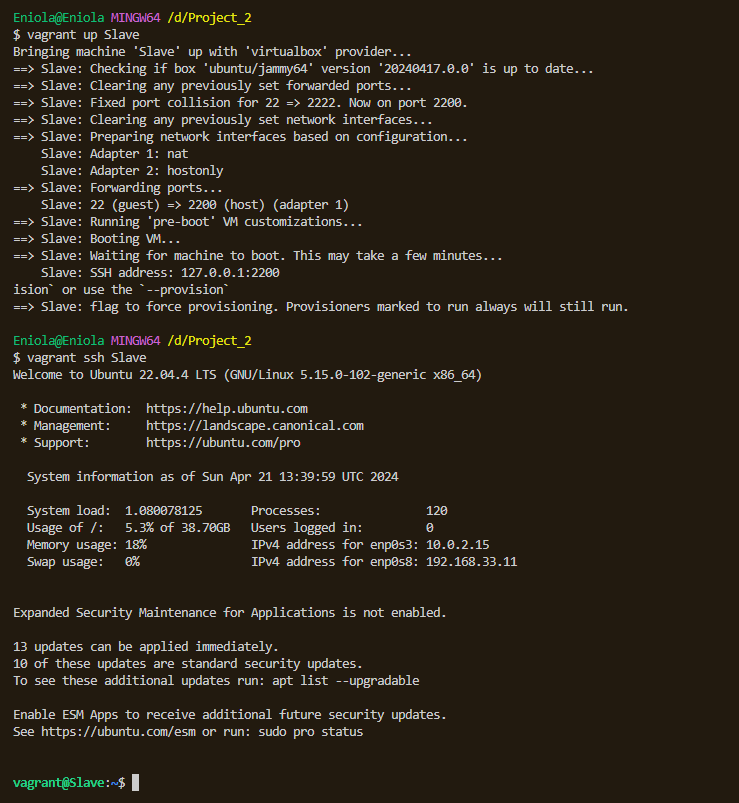 Eniola@Eniola MINGW64 /d/Project_2
$ vagrant up Slave
Bringing machine 'Slave' up with 'virtualbox' provider...
==> Slave: Checking if box 'ubuntu/jammy64' version '20240417.0.0' is up to date...
==> Slave: Clearing any previously set forwarded ports...
==> Slave: Fixed port collision for 22 => 2222. Now on port 2200.
==> Slave: Clearing any previously set network interfaces...
==> Slave: Preparing network interfaces based on configuration...
    Slave: Adapter 1: nat
    Slave: Adapter 2: hostonly
==> Slave: Forwarding ports...
    Slave: 22 (guest) => 2200 (host) (adapter 1)
==> Slave: Running 'pre-boot' VM customizations...
==> Slave: Booting VM...
==> Slave: Waiting for machine to boot. This may take a few minutes...
    Slave: SSH address: 127.0.0.1:2200
ision` or use the `--provision`
==> Slave: flag to force provisioning. Provisioners marked to run always will still run.

Eniola@Eniola MINGW64 /d/Project_2
$ vagrant ssh Slave
Welcome to Ubuntu 22.04.4 LTS (GNU/Linux 5.15.0-102-generic x86_64)

 * Documentation:  https://help.ubuntu.com
 * Management:     https://landscape.canonical.com
 * Support:        https://ubuntu.com/pro

  System information as of Sun Apr 21 13:39:59 UTC 2024

  System load:  1.080078125       Processes:               120
  Usage of /:   5.3% of 38.70GB   Users logged in:         0
  Memory usage: 18%               IPv4 address for enp0s3: 10.0.2.15
  Swap usage:   0%                IPv4 address for enp0s8: 192.168.33.11


Expanded Security Maintenance for Applications is not enabled.

13 updates can be applied immediately.
10 of these updates are standard security updates.
To see these additional updates run: apt list --upgradable

Enable ESM Apps to receive additional future security updates.
See https://ubuntu.com/esm or run: sudo pro status


vagrant@Slave:~$